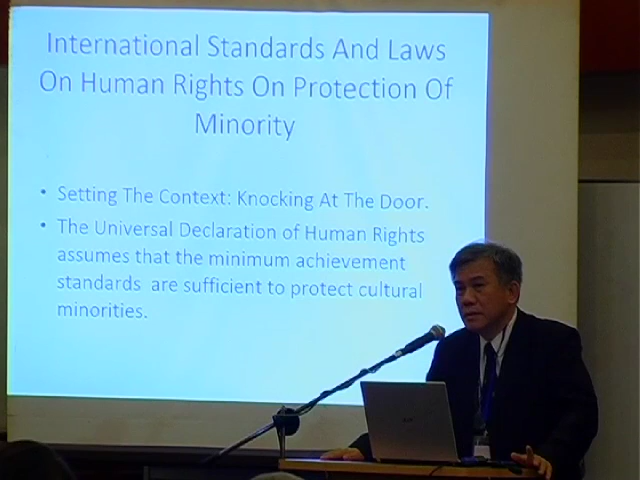 International Standards And Laws
On Human Rights On Protection Of
Minority
• Setting The Context: Knocking At The Door.
• The Universal Declaration of Human Rights
assumes that the minimum achievement
standards are sufficient to protect cultural
minorities.